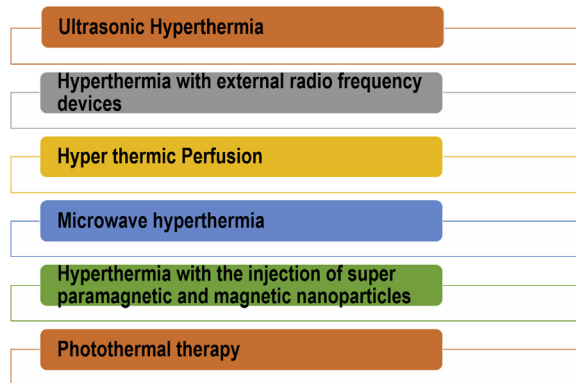 Ultrasonic Hyperthermia
Hyperthermia with external radio frequency
devices
Hyper thermic Perfusion
Microwave hyperthermia
Hyperthermia with the injection of super
paramagnetic and magnetic nanoparticles
Photothermal therapy